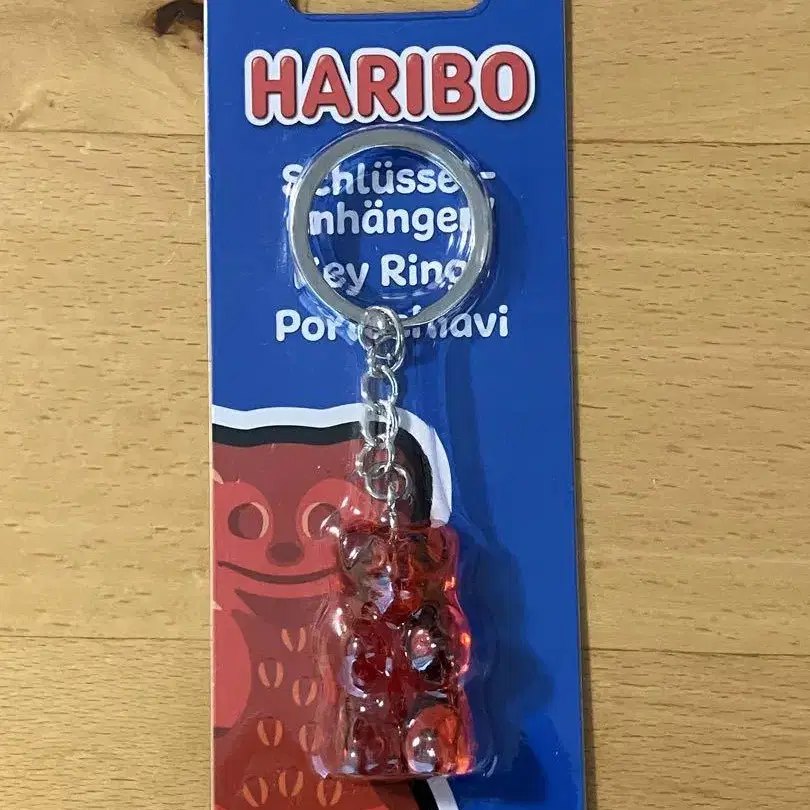 HARIBO
Schlüssel-
anhänger/
Key Ring
Portachiavi